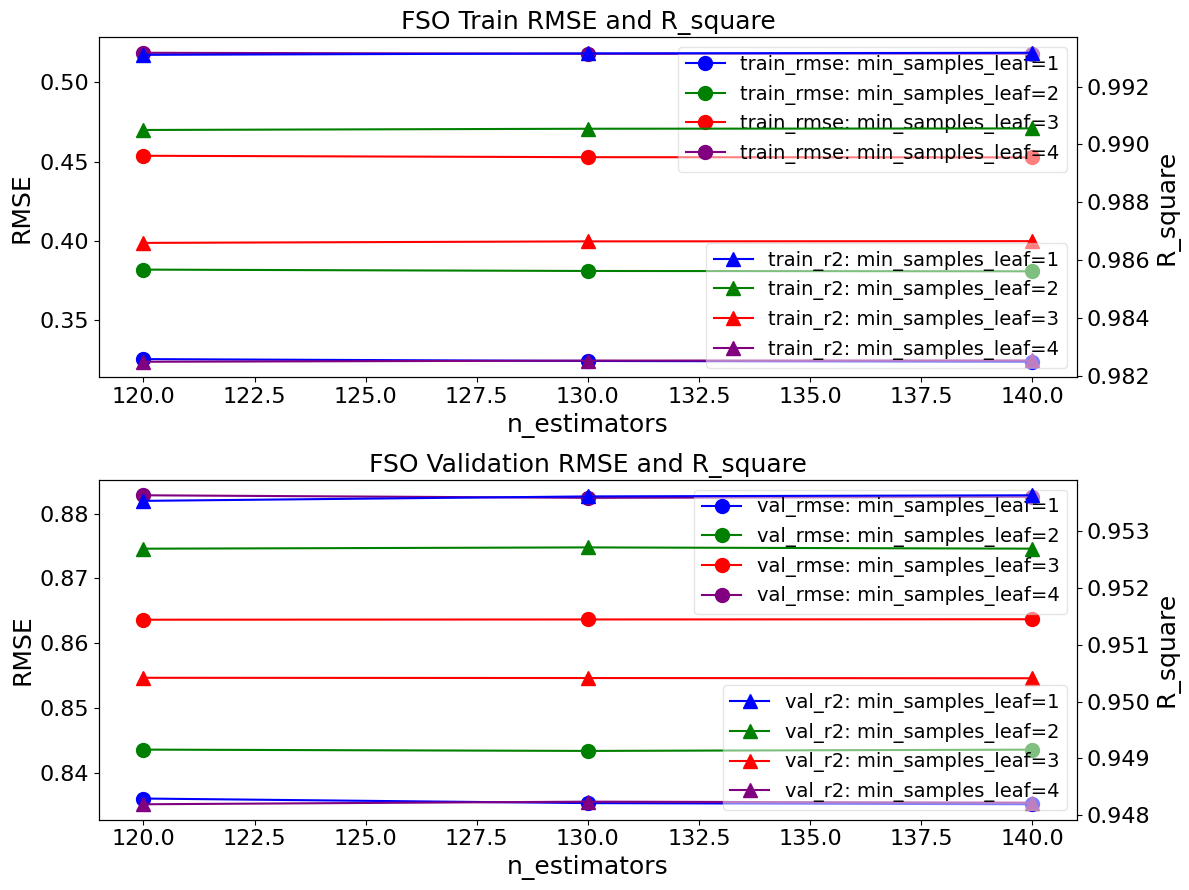 FSO Train RMSE and R_square
RMSE
0.50
0.45
0.40
0.35
train_rmse: min_samples_leaf=1
train_rmse: min_samples_leaf=2
train_rmse: min_samples_leaf=3
train_rmse: min_samples_leaf=4
train_r2: min_samples_leaf=1
train_r2: min_samples_leaf=2
train_r2: min_samples_leaf=3
train_r2: min_samples_leaf=4
0.992
0.990
0.988
0.986
0.984
0.982
R_square
120.0 122.5 125.0 127.5 130.0 132.5 135.0 137.5 140.0
n_estimators
FSO Validation RMSE and R_square
RMSE
0.88
0.87
0.86
0.85
0.84
val_rmse: min_samples_leaf=1
val_rmse: min_samples_leaf=2
val_rmse: min_samples_leaf=3
val_rmse: min_samples_leaf=4
val_r2: min_samples_leaf=1
val_r2: min_samples_leaf=2
val_r2: min_samples_leaf=3
val_r2: min_samples_leaf=4
0.953
0.952
0.951
0.950
0.949
0.948
R_square
120.0 122.5 125.0 127.5 130.0 132.5 135.0 137.5 140.0
n_estimators